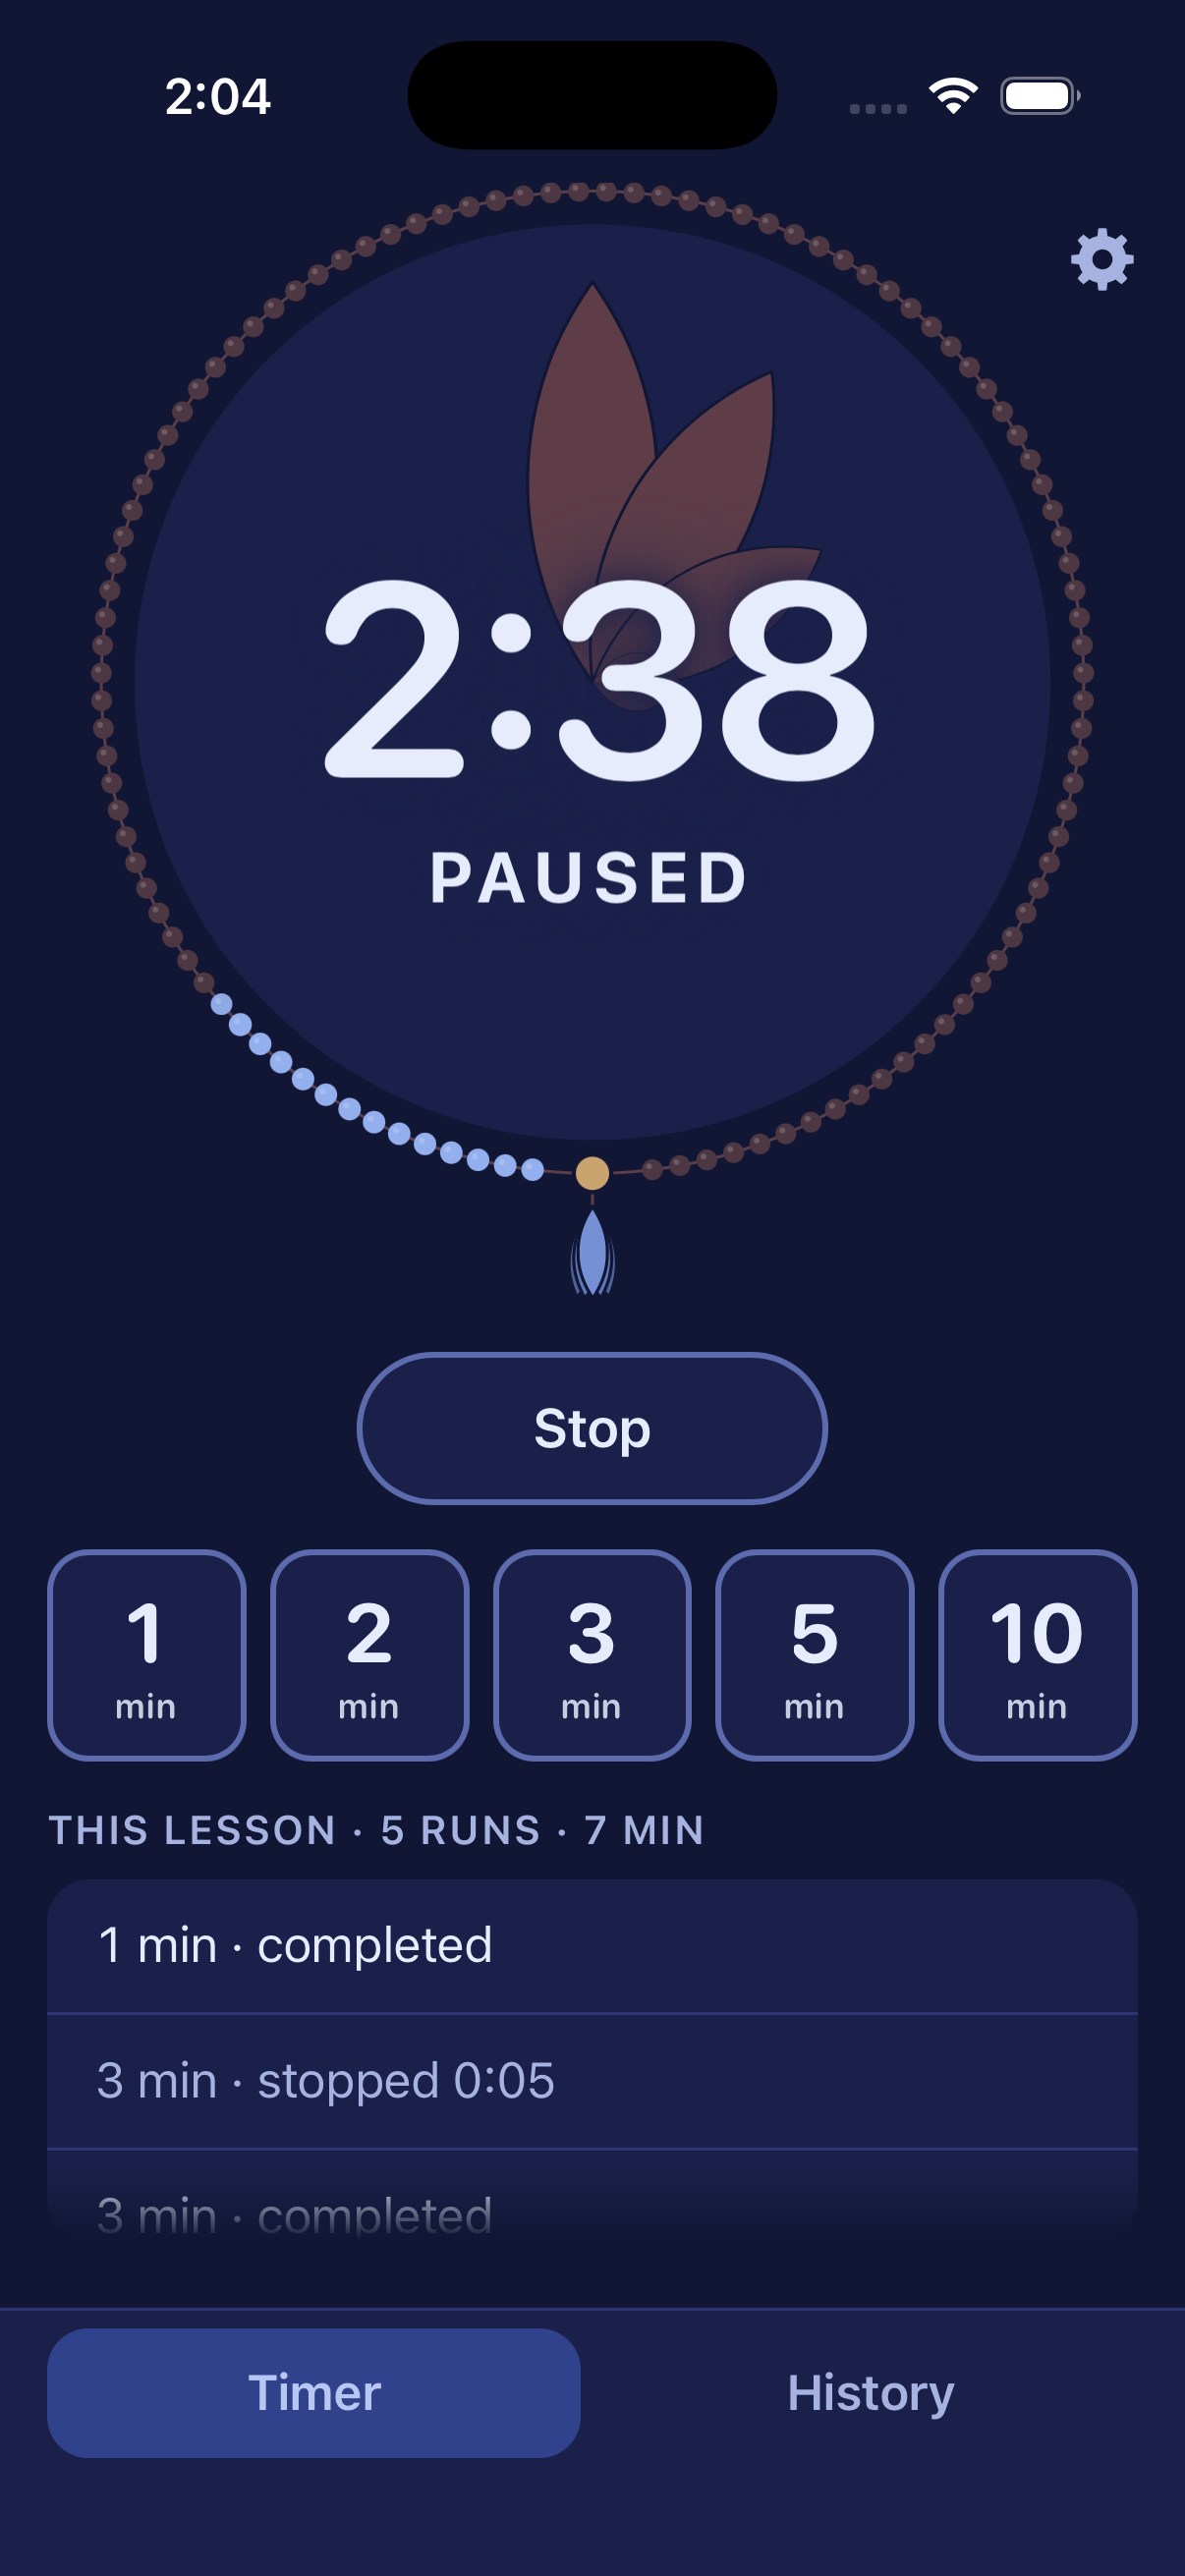 2:04
2:38
PAUSED
Stop
1 2 3 5 10
min min min min min
THIS LESSON · 5 RUNS · 7 MIN
1 min · completed
3 min · stopped 0:05
3 min · completed
Timer History